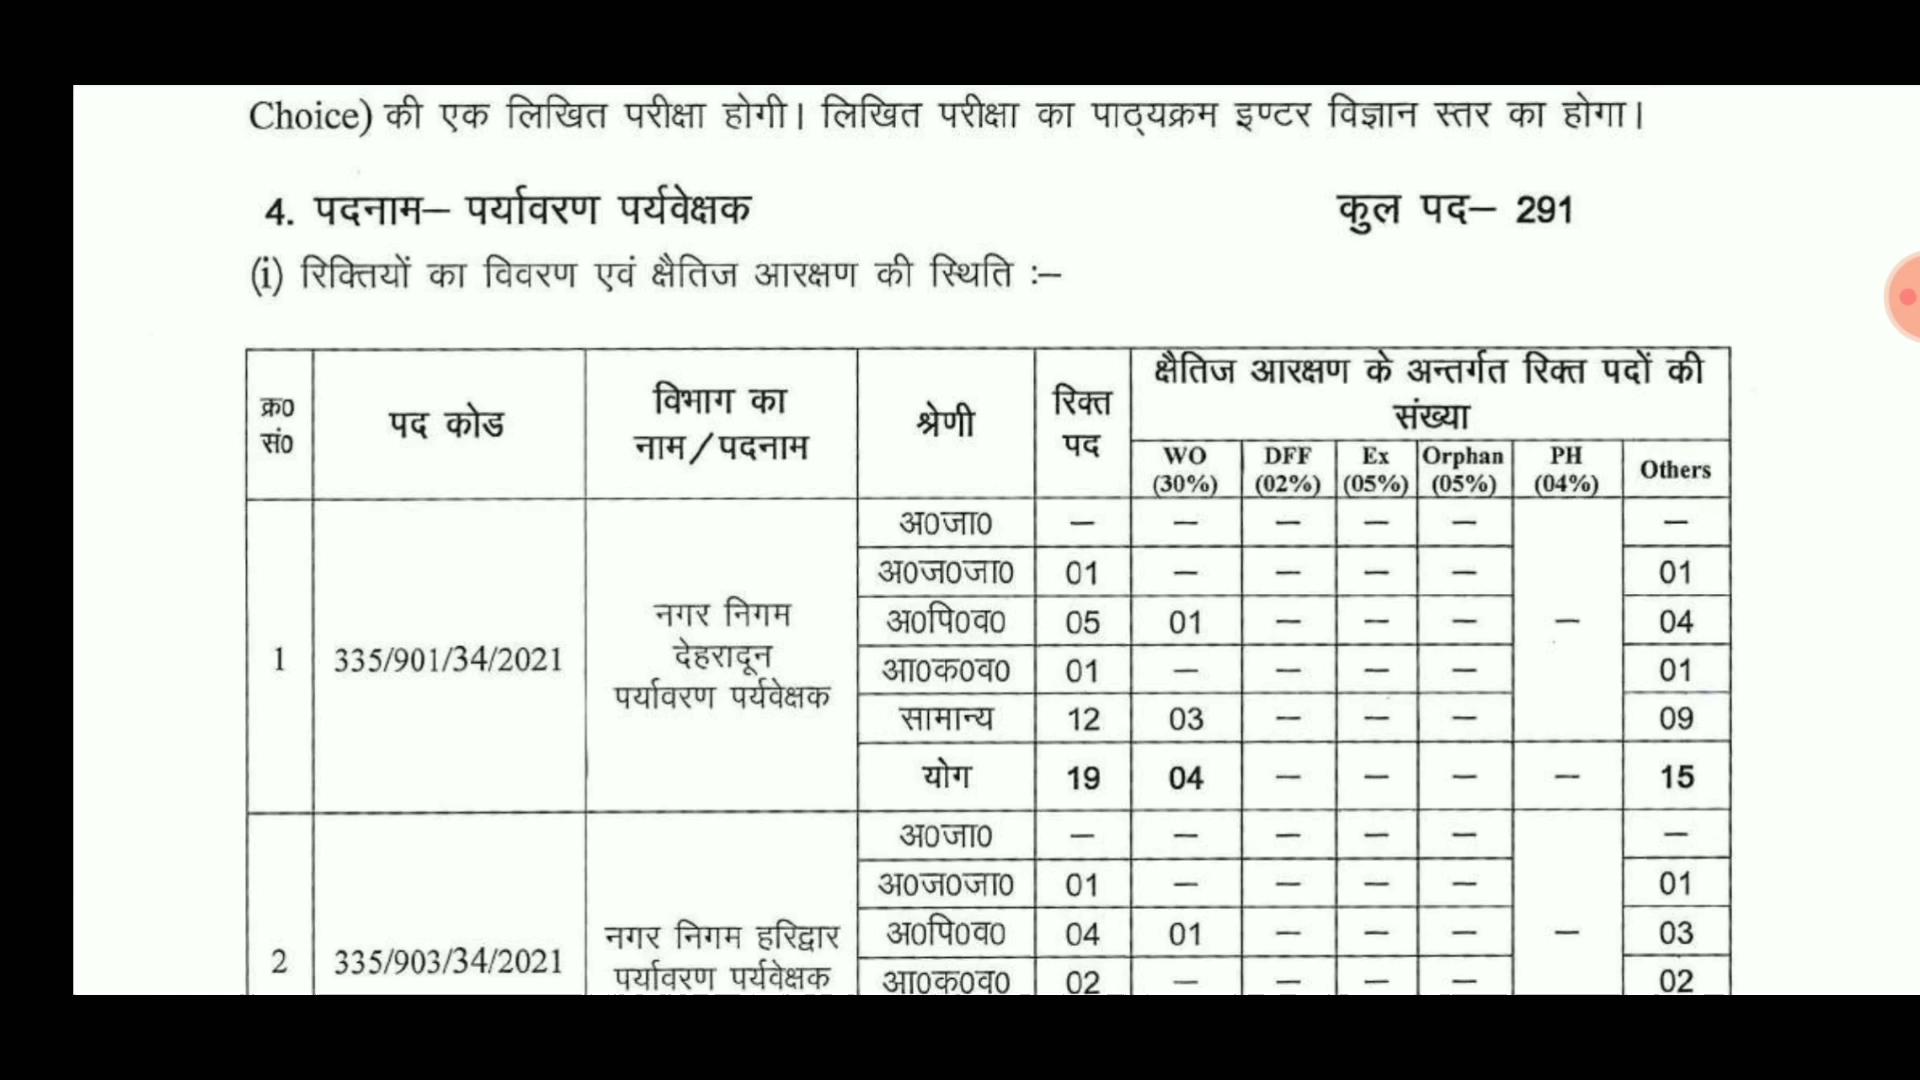 Choice) की एक लिखित परीक्षा होगी। लिखित परीक्षा का पाठ्यक्रम इण्टर विज्ञान स्तर का होगा।
4. पदनाम– पर्यावरण पर्यवेक्षक कुल पद– 291
(i) रिक्तियों का विवरण एवं क्षैतिज आरक्षण की स्थिति :–
क्र0 सं0 पद कोड विभाग का नाम/पदनाम श्रेणी रिक्त पद क्षैतिज आरक्षण के अन्तर्गत रिक्त पदों की संख्या
WO (30%) DFF (02%) Ex (05%) Orphan (05%) PH (04%) Others
1 335/901/34/2021 नगर निगम देहरादून पर्यावरण पर्यवेक्षक
अ0जा0 – – – – – –
अ0ज0जा0 01 – – – – 01
अ0पि0व0 05 01 – – – – 04
आ0क0व0 01 – – – – 01
सामान्य 12 03 – – – 09
योग 19 04 – – – – 15
2 335/903/34/2021 नगर निगम हरिद्वार पर्यावरण पर्यवेक्षक
अ0जा0 – – – – – –
अ0ज0जा0 01 – – – – 01
अ0पि0व0 04 01 – – – – 03
आ0क0व0 02 – – – – 02